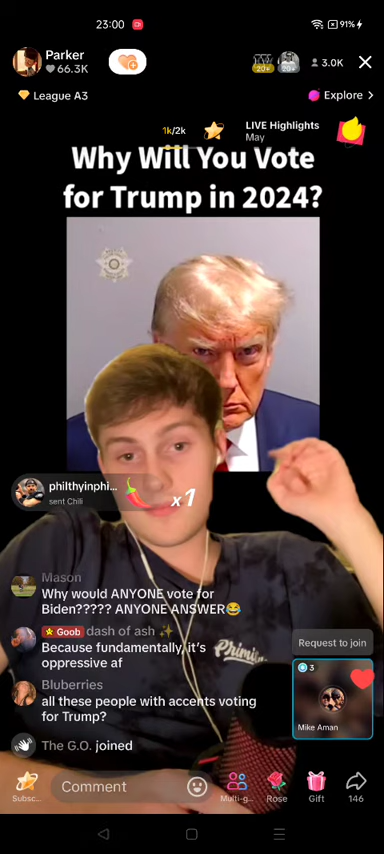 23:00
91%
Parker
66.3K
20+
20+
3.0K
League A3
Explore
1k/2k
LIVE Highlights
May
Why Will You Vote
for Trump in 2024?
philthyinphi...
sent Chili
x1
Mason
Why would ANYONE vote for
Biden????? ANYONE ANSWER😂
Goob dash of ash ✨
Because fundamentally, it's
oppressive af
Bluberries
all these people with accents voting
for Trump?
The G.O. joined
Request to join
3
Mike Aman
Comment
Subsc...
Multi-g...
Rose
Gift
146